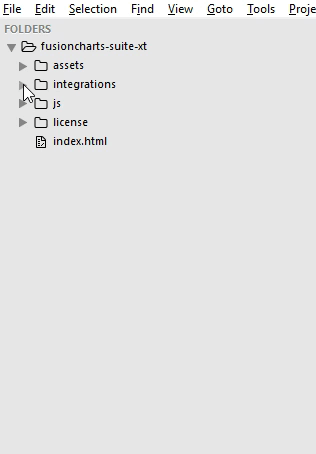 File Edit Selection Find View Goto Tools Proje
FOLDERS
fusioncharts-suite-xt
assets
integrations
js
license
index.html